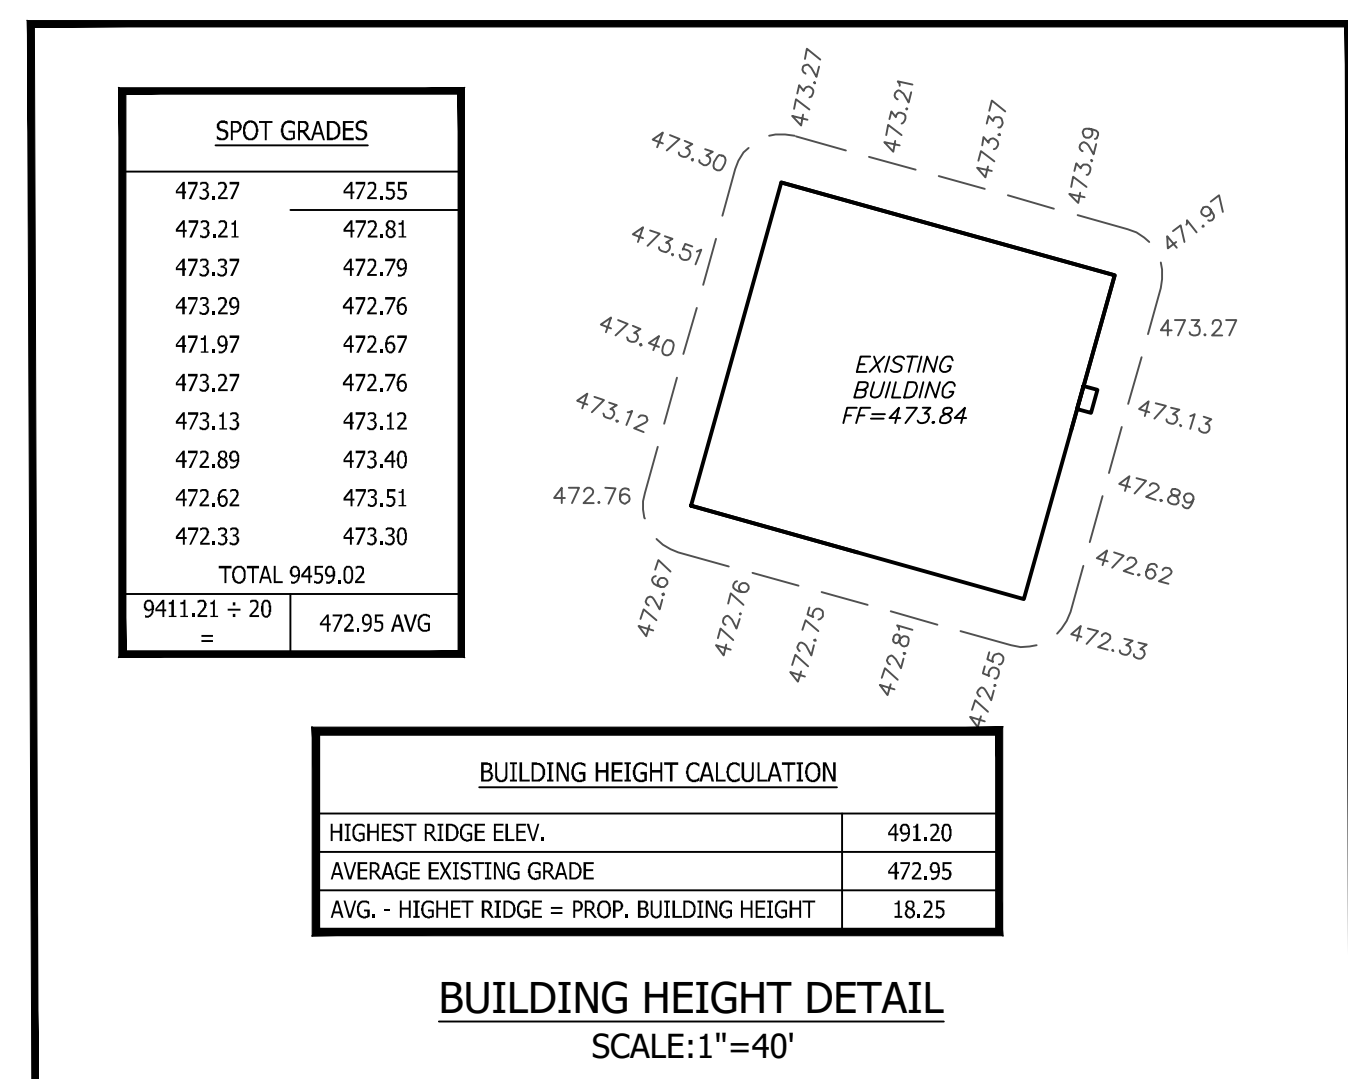 SPOT GRADES
473.27 472.55
473.21 472.81
473.37 472.79
473.29 472.76
471.97 472.67
473.27 472.76
473.13 473.12
472.89 473.40
472.62 473.51
472.33 473.30
TOTAL 9459.02
9411.21 ÷ 20
=
472.95 AVG
473.27
473.21
473.37
473.29
471.97
473.27
473.13
472.89
472.62
472.33
472.55
472.81
472.75
472.76
472.67
472.76
473.12
473.40
473.51
473.30
EXISTING
BUILDING
FF=473.84
BUILDING HEIGHT CALCULATION
HIGHEST RIDGE ELEV. 491.20
AVERAGE EXISTING GRADE 472.95
AVG. - HIGHET RIDGE = PROP. BUILDING HEIGHT 18.25
BUILDING HEIGHT DETAIL
SCALE:1"=40'